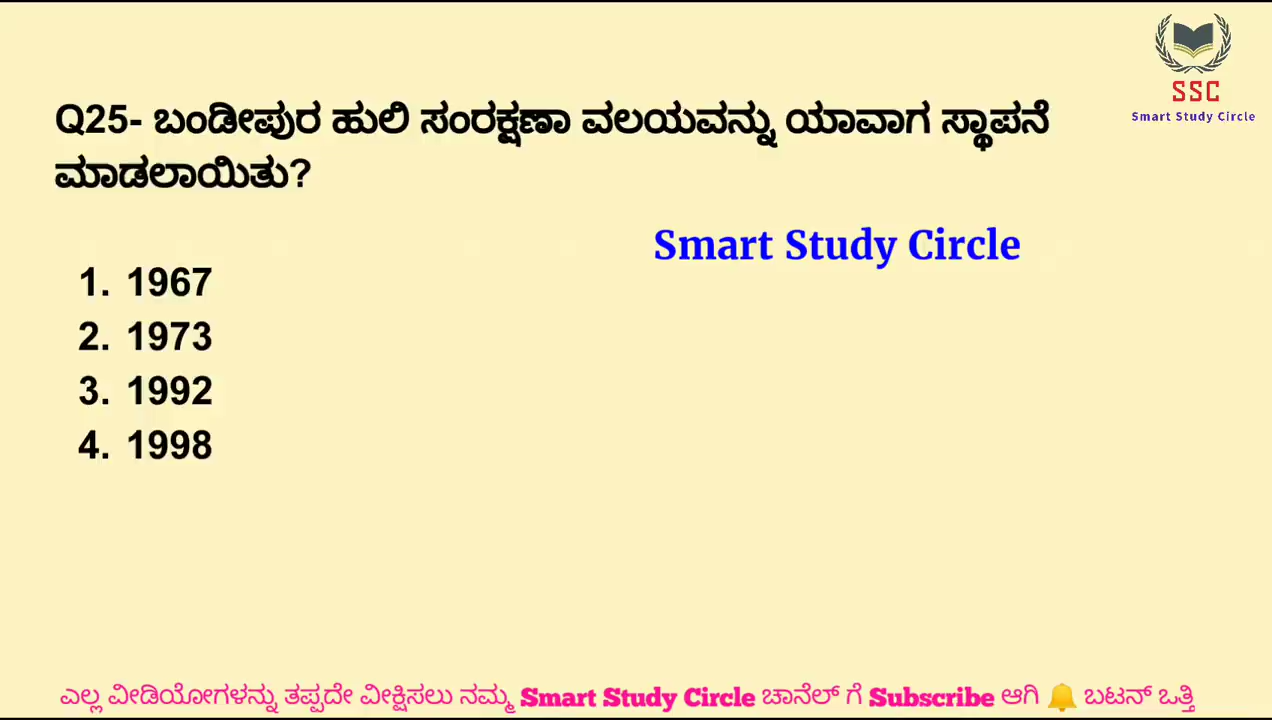 SSC
Smart Study Circle
Q25- ಬಂಡೀಪುರ ಹುಲಿ ಸಂರಕ್ಷಣಾ ವಲಯವನ್ನು ಯಾವಾಗ ಸ್ಥಾಪನೆ
ಮಾಡಲಾಯಿತು?
Smart Study Circle
1. 1967
2. 1973
3. 1992
4. 1998
ಎಲ್ಲ ವೀಡಿಯೋಗಳನ್ನು ತಪ್ಪದೇ ವೀಕ್ಷಿಸಲು ನಮ್ಮ Smart Study Circle ಚಾನೆಲ್ ಗೆ Subscribe ಆಗಿ 🔔 ಬಟನ್ ಒತ್ತಿ